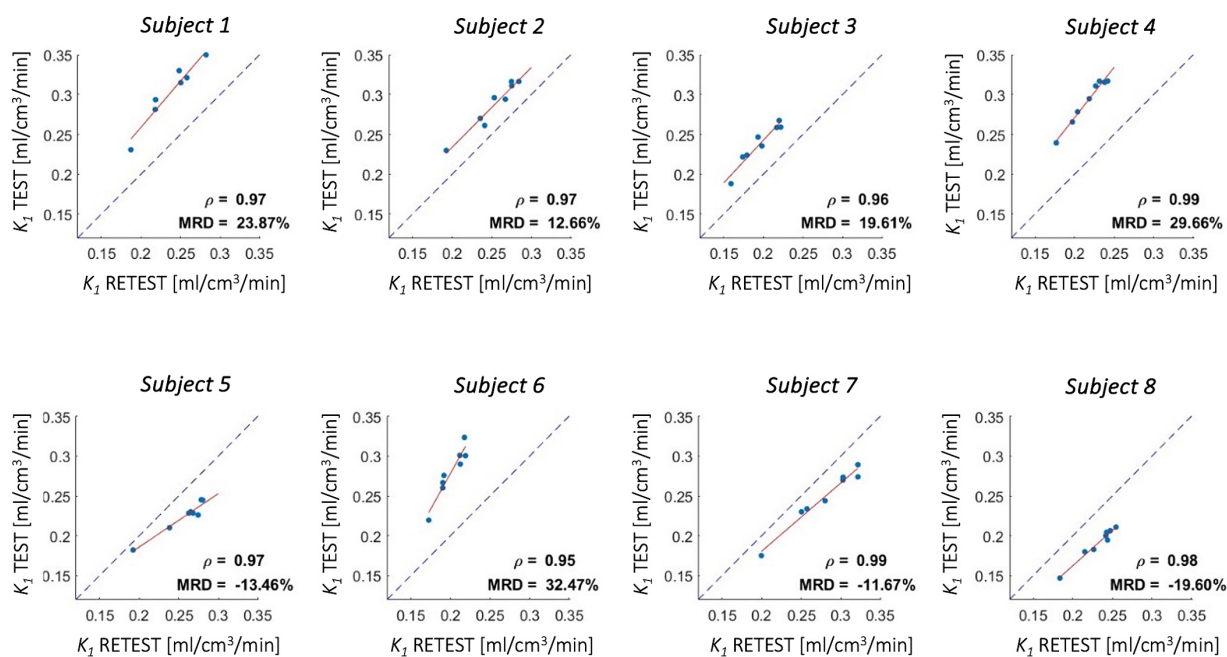 Subject 1
K₁ TEST [ml/cm³/min]
0.35
0.3
0.25
0.2
0.15
ρ = 0.97
MRD = 23.87%
0.15 0.2 0.25 0.3 0.35
K₁ RETEST [ml/cm³/min]
Subject 2
K₁ TEST [ml/cm³/min]
0.35
0.3
0.25
0.2
0.15
ρ = 0.97
MRD = 12.66%
0.15 0.2 0.25 0.3 0.35
K₁ RETEST [ml/cm³/min]
Subject 3
K₁ TEST [ml/cm³/min]
0.35
0.3
0.25
0.2
0.15
ρ = 0.96
MRD = 19.61%
0.15 0.2 0.25 0.3 0.35
K₁ RETEST [ml/cm³/min]
Subject 4
K₁ TEST [ml/cm³/min]
0.35
0.3
0.25
0.2
0.15
ρ = 0.99
MRD = 29.66%
0.15 0.2 0.25 0.3 0.35
K₁ RETEST [ml/cm³/min]
Subject 5
K₁ TEST [ml/cm³/min]
0.35
0.3
0.25
0.2
0.15
ρ = 0.97
MRD = -13.46%
0.15 0.2 0.25 0.3 0.35
K₁ RETEST [ml/cm³/min]
Subject 6
K₁ TEST [ml/cm³/min]
0.35
0.3
0.25
0.2
0.15
ρ = 0.95
MRD = 32.47%
0.15 0.2 0.25 0.3 0.35
K₁ RETEST [ml/cm³/min]
Subject 7
K₁ TEST [ml/cm³/min]
0.35
0.3
0.25
0.2
0.15
ρ = 0.99
MRD = -11.67%
0.15 0.2 0.25 0.3 0.35
K₁ RETEST [ml/cm³/min]
Subject 8
K₁ TEST [ml/cm³/min]
0.35
0.3
0.25
0.2
0.15
ρ = 0.98
MRD = -19.60%
0.15 0.2 0.25 0.3 0.35
K₁ RETEST [ml/cm³/min]